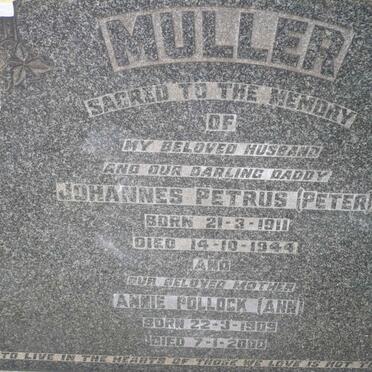 MULLER
SACRED TO THE MEMORY
OF
MY BELOVED HUSBAND
AND OUR DARLING DADDY
JOHANNES PETRUS (PETER)
BORN 21-3-1911
DIED 14-10-1944
AND
OUR BELOVED MOTHER
ANNIE POLLOCK (ANN)
BORN 22-3-1909
DIED 7-1-2000
TO LIVE IN THE HEARTS OF THOSE WE LOVE IS NOT